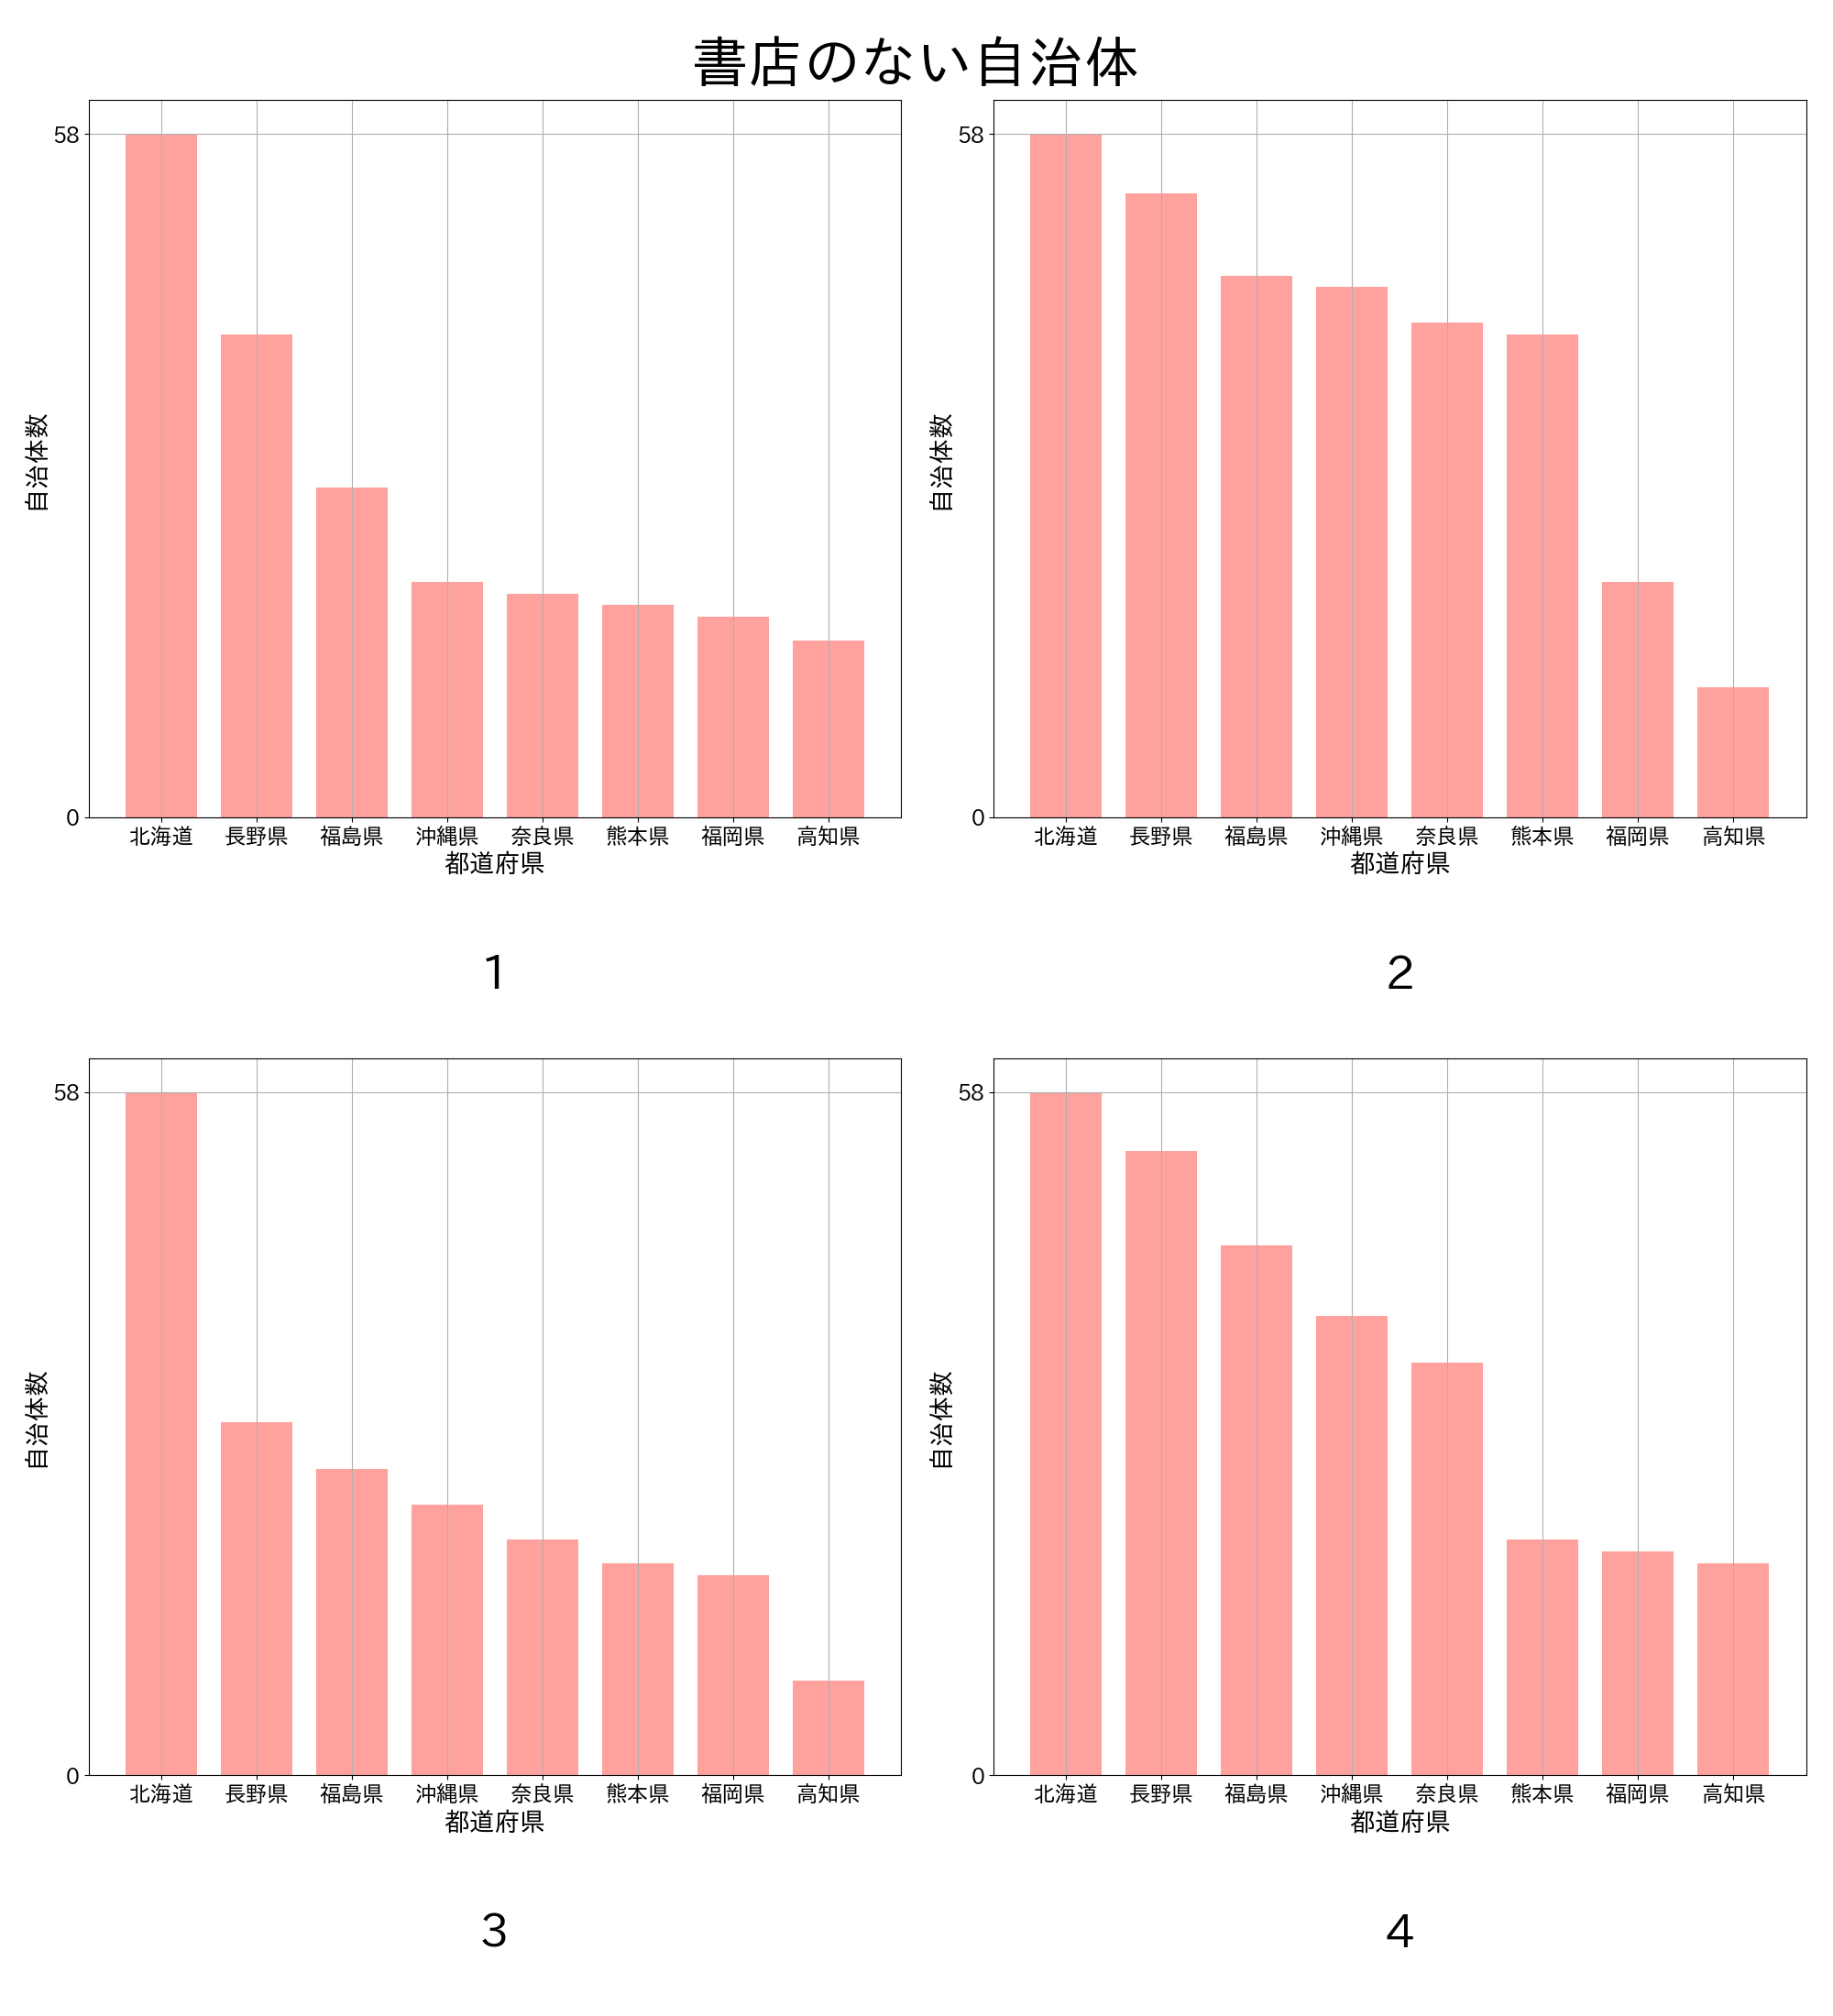 書店のない自治体
58
0
自治体数
北海道 長野県 福島県 沖縄県 奈良県 熊本県 福岡県 高知県
都道府県
1
58
0
自治体数
北海道 長野県 福島県 沖縄県 奈良県 熊本県 福岡県 高知県
都道府県
2
58
0
自治体数
北海道 長野県 福島県 沖縄県 奈良県 熊本県 福岡県 高知県
都道府県
3
58
0
自治体数
北海道 長野県 福島県 沖縄県 奈良県 熊本県 福岡県 高知県
都道府県
4